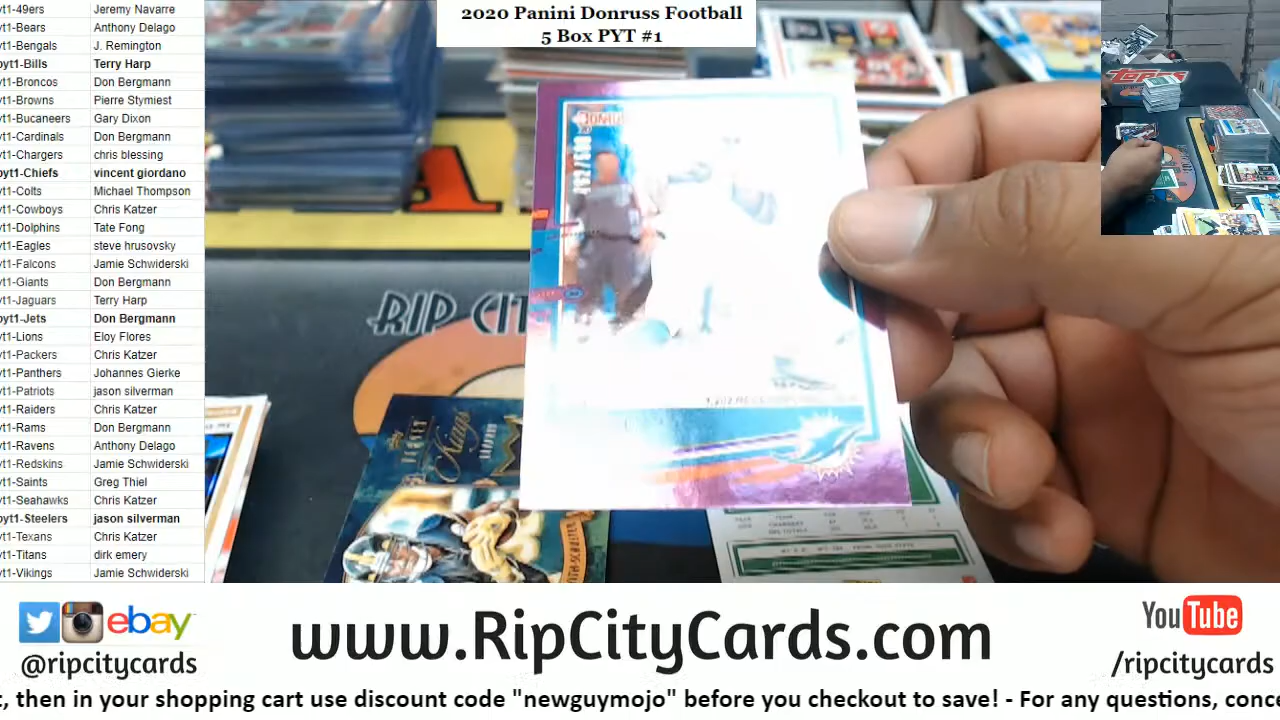 2020 Panini Donruss Football
5 Box PYT #1
yt1-49ers Jeremy Navarre
yt1-Bears Anthony Delago
yt1-Bengals J. Remington
pyt1-Bills Terry Harp
yt1-Broncos Don Bergmann
yt1-Browns Pierre Stymiest
yt1-Bucaneers Gary Dixon
yt1-Cardinals Don Bergmann
yt1-Chargers chris blessing
pyt1-Chiefs vincent giordano
yt1-Colts Michael Thompson
yt1-Cowboys Chris Katzer
yt1-Dolphins Tate Fong
yt1-Eagles steve hrusovsky
yt1-Falcons Jamie Schwiderski
yt1-Giants Don Bergmann
yt1-Jaguars Terry Harp
pyt1-Jets Don Bergmann
yt1-Lions Eloy Flores
yt1-Packers Chris Katzer
yt1-Panthers Johannes Gierke
yt1-Patriots jason silverman
yt1-Raiders Chris Katzer
yt1-Rams Don Bergmann
yt1-Ravens Anthony Delago
yt1-Redskins Jamie Schwiderski
yt1-Saints Greg Thiel
yt1-Seahawks Chris Katzer
pyt1-Steelers jason silverman
yt1-Texans Chris Katzer
yt1-Titans dirk emery
yt1-Vikings Jamie Schwiderski
RIP CIT
Kings
Topps
ebay
@ripcitycards
www.RipCityCards.com
YouTube
/ripcitycards
t, then in your shopping cart use discount code "newguymojo" before you checkout to save! - For any questions, conce